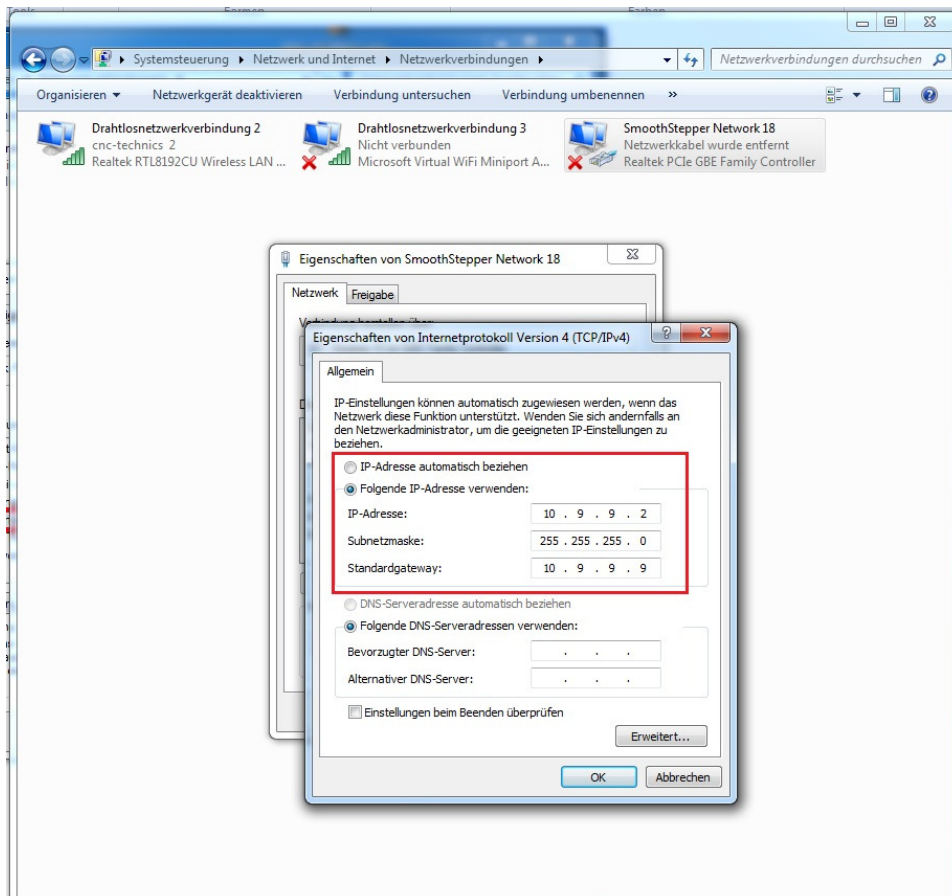 Tools Formen Farben
Systemsteuerung Netzwerk und Internet Netzwerkverbindungen Netzwerkverbindungen durchsuchen
Organisieren Netzwerkgerät deaktivieren Verbindung untersuchen Verbindung umbenennen »
Drahtlosnetzwerkverbindung 2
cnc-technics 2
Realtek RTL8192CU Wireless LAN ...
Drahtlosnetzwerkverbindung 3
Nicht verbunden
Microsoft Virtual WiFi Miniport A...
SmoothStepper Network 18
Netzwerkkabel wurde entfernt
Realtek PCIe GBE Family Controller
Eigenschaften von SmoothStepper Network 18
Netzwerk Freigabe
Verbindung herstellen über:
Eigenschaften von Internetprotokoll Version 4 (TCP/IPv4)
Allgemein
IP-Einstellungen können automatisch zugewiesen werden, wenn das
Netzwerk diese Funktion unterstützt. Wenden Sie sich andernfalls an
den Netzwerkadministrator, um die geeigneten IP-Einstellungen zu
beziehen.
IP-Adresse automatisch beziehen
Folgende IP-Adresse verwenden:
IP-Adresse: 10 . 9 . 9 . 2
Subnetzmaske: 255 . 255 . 255 . 0
Standardgateway: 10 . 9 . 9 . 9
DNS-Serveradresse automatisch beziehen
Folgende DNS-Serveradressen verwenden:
Bevorzugter DNS-Server: . . .
Alternativer DNS-Server: . . .
Einstellungen beim Beenden überprüfen
Erweitert...
OK Abbrechen